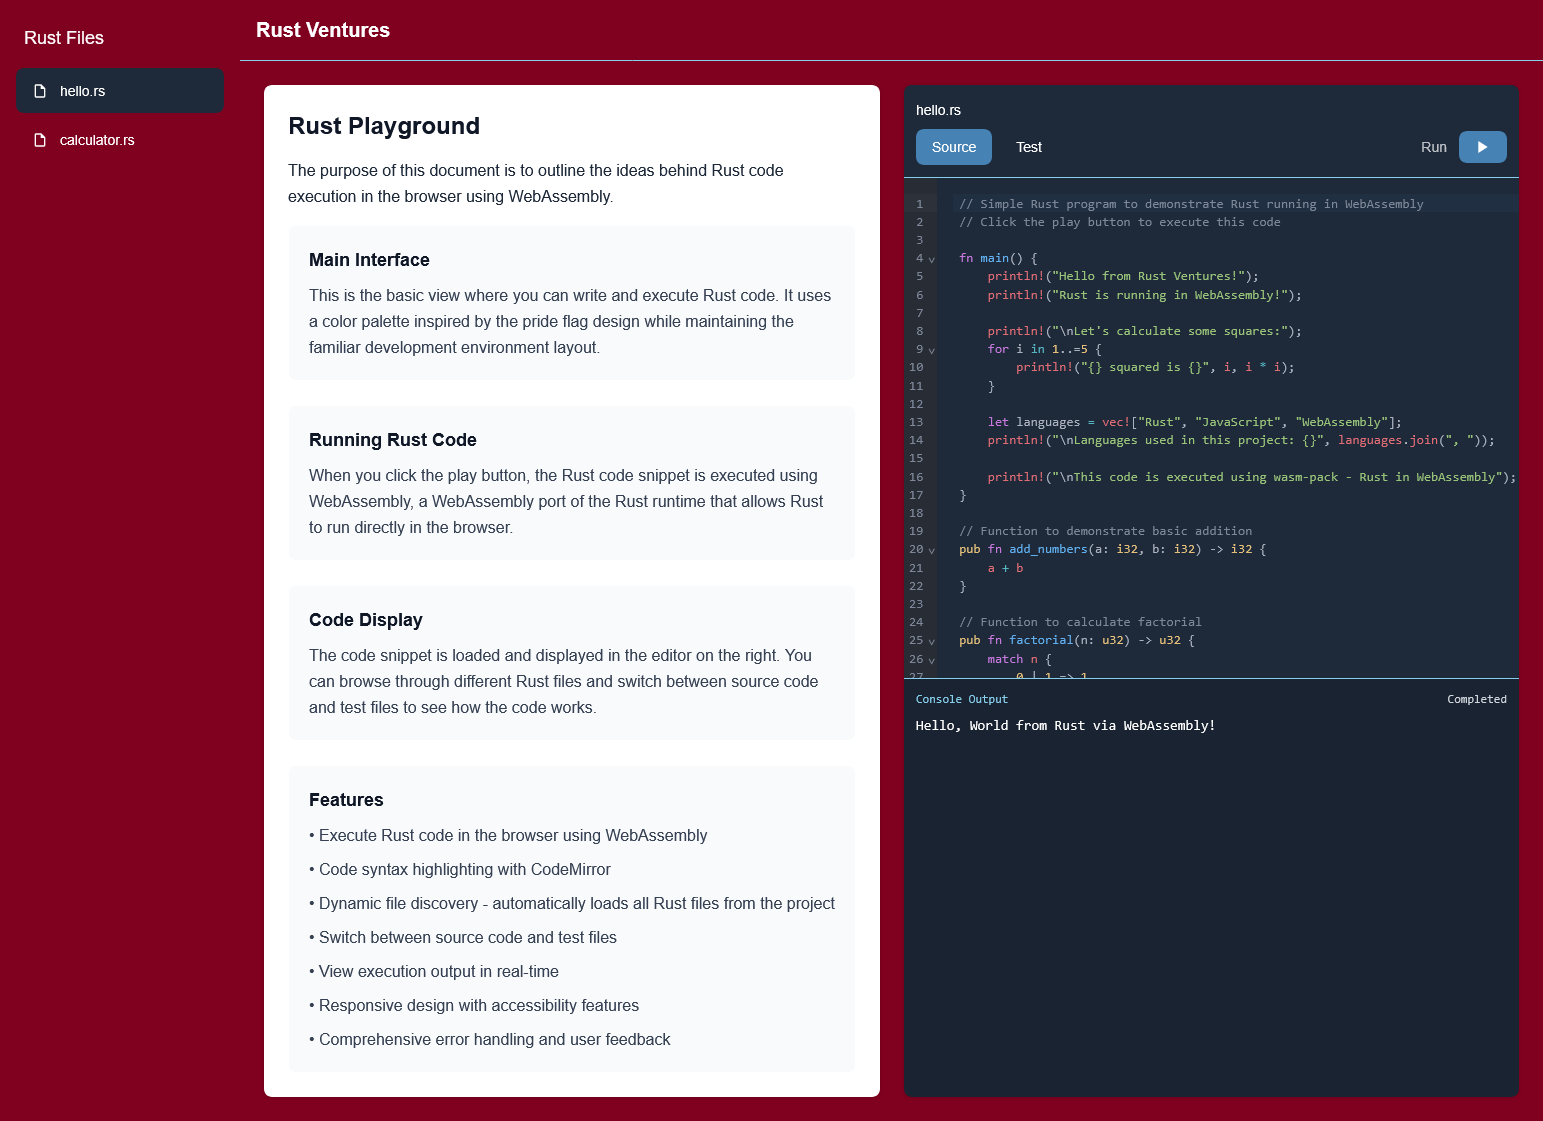 Rust Files
hello.rs
calculator.rs
Rust Ventures
Rust Playground
The purpose of this document is to outline the ideas behind Rust code
execution in the browser using WebAssembly.
Main Interface
This is the basic view where you can write and execute Rust code. It uses
a color palette inspired by the pride flag design while maintaining the
familiar development environment layout.
Running Rust Code
When you click the play button, the Rust code snippet is executed using
WebAssembly, a WebAssembly port of the Rust runtime that allows Rust
to run directly in the browser.
Code Display
The code snippet is loaded and displayed in the editor on the right. You
can browse through different Rust files and switch between source code
and test files to see how the code works.
Features
• Execute Rust code in the browser using WebAssembly
• Code syntax highlighting with CodeMirror
• Dynamic file discovery - automatically loads all Rust files from the project
• Switch between source code and test files
• View execution output in real-time
• Responsive design with accessibility features
• Comprehensive error handling and user feedback
hello.rs
Source Test Run
1 // Simple Rust program to demonstrate Rust running in WebAssembly
2 // Click the play button to execute this code
3
4 fn main() {
5     println!("Hello from Rust Ventures!");
6     println!("Rust is running in WebAssembly!");
7
8     println!("\nLet's calculate some squares:");
9     for i in 1..=5 {
10         println!("{} squared is {}", i, i * i);
11     }
12
13     let languages = vec!["Rust", "JavaScript", "WebAssembly"];
14     println!("\nLanguages used in this project: {}", languages.join(", "));
15
16     println!("\nThis code is executed using wasm-pack - Rust in WebAssembly");
17 }
18
19 // Function to demonstrate basic addition
20 pub fn add_numbers(a: i32, b: i32) -> i32 {
21     a + b
22 }
23
24 // Function to calculate factorial
25 pub fn factorial(n: u32) -> u32 {
26     match n {
27         0 | 1 => 1
Console Output Completed
Hello, World from Rust via WebAssembly!